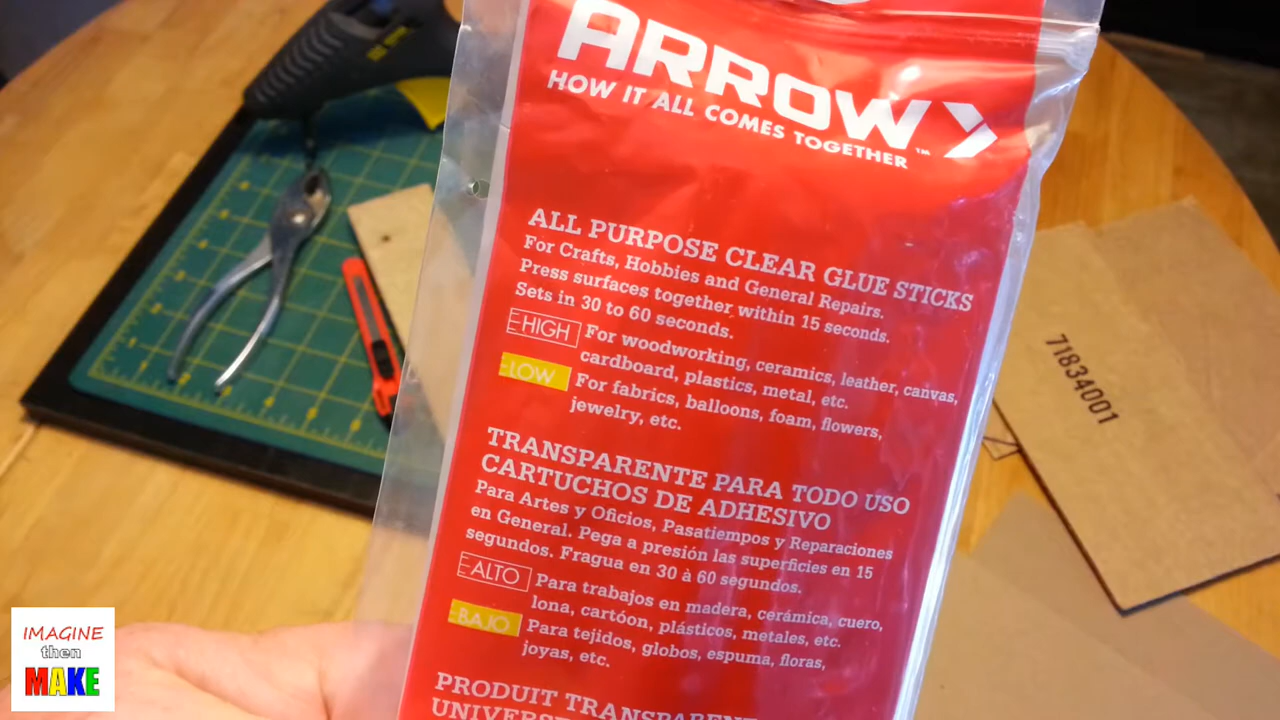 ARROW
HOW IT ALL COMES TOGETHER™
ALL PURPOSE CLEAR GLUE STICKS
For Crafts, Hobbies and General Repairs.
Press surfaces together within 15 seconds.
Sets in 30 to 60 seconds.
HIGH For woodworking, ceramics, leather, canvas,
cardboard, plastics, metal, etc.
LOW For fabrics, balloons, foam, flowers,
jewelry, etc.
TRANSPARENTE PARA TODO USO
CARTUCHOS DE ADHESIVO
Para Artes y Oficios, Pasatiempos y Reparaciones
en General. Pega a presión las superficies en 15
segundos. Fragua en 30 à 60 segundos.
ALTO Para trabajos en madera, cerámica, cuero,
lona, cartóon, plásticos, metales, etc.
BAJO Para tejidos, globos, espuma, floras,
joyas, etc.
PRODUIT TRANSPARENT
71834001
IMAGINE
then
MAKE